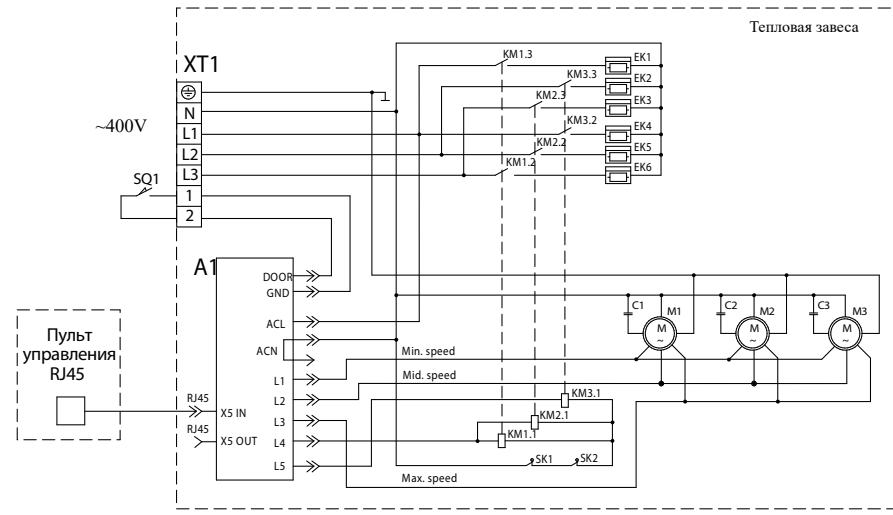 Тепловая завеса
XT1
~400V
N
L1
L2
L3
1
2
SQ1
KM1.3
KM3.3
KM2.3
KM3.2
KM2.2
KM1.2
EK1
EK2
EK3
EK4
EK5
EK6
A1
DOOR
GND
ACL
ACN
L1
L2
L3
L4
L5
X5 IN
X5 OUT
RJ45
RJ45
Пульт
управления
RJ45
Min. speed
Mid. speed
Max. speed
KM3.1
KM2.1
KM1.1
SK1
SK2
C1
M1
M
~
C2
M2
M
~
C3
M3
M
~